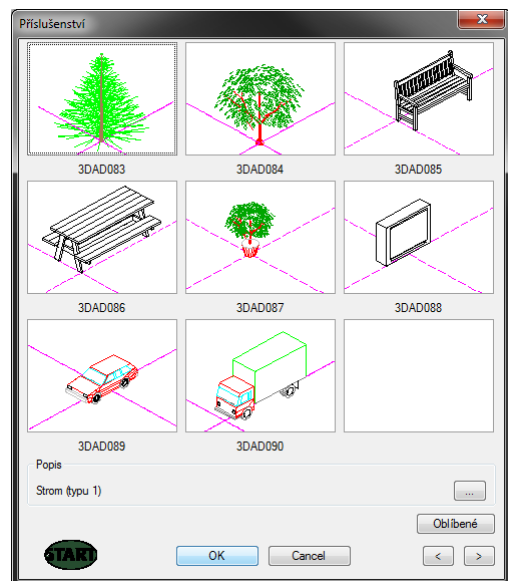 Příslušenství
3DAD083
3DAD084
3DAD085
3DAD086
3DAD087
3DAD088
3DAD089
3DAD090
Popis
Strom (typu 1)
...
Oblíbené
START
OK
Cancel
<
>